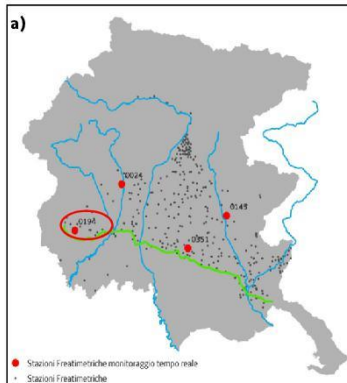 a)
0024
0194
0143
0351
Stazioni Freatimetriche monitoraggio tempo reale
Stazioni Freatimetriche